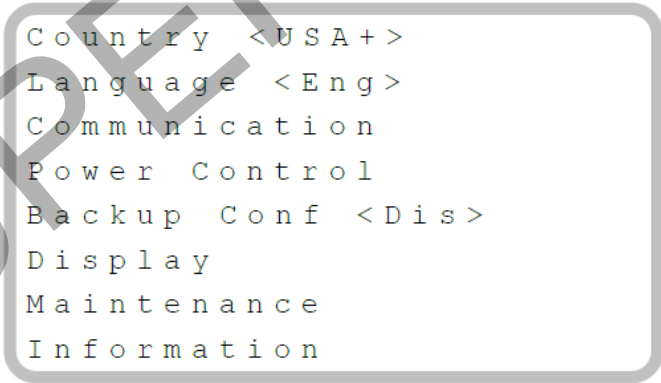 Country <USA+>
Language <Eng>
Communication
Power Control
Backup Conf <Dis>
Display
Maintenance
Information